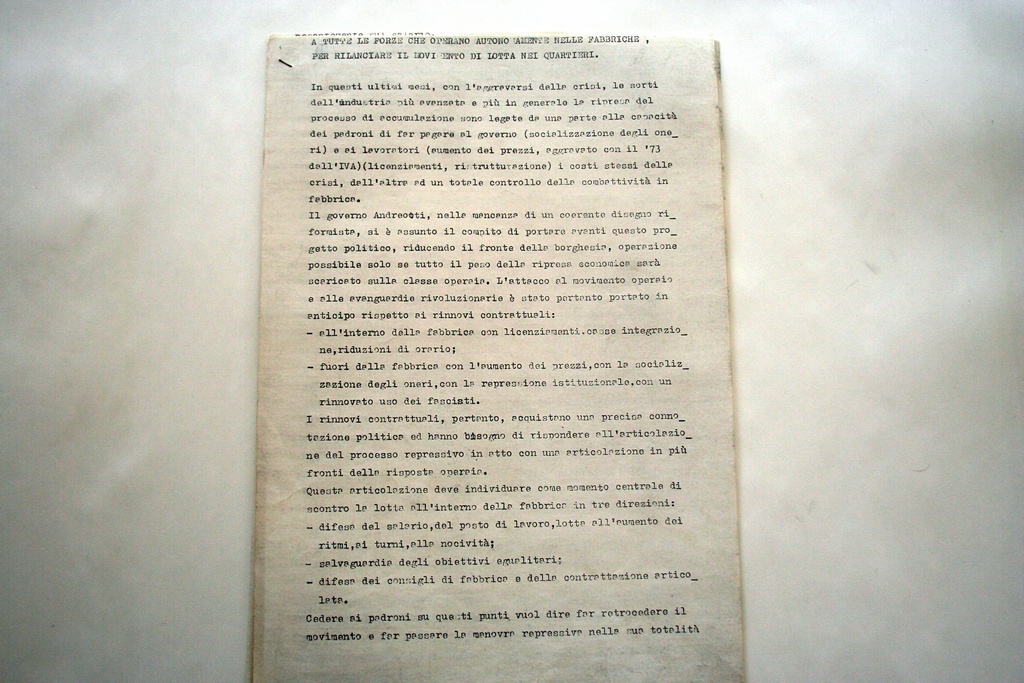 A TUTTE LE FORZE CHE OPERANO AUTONO AMENTE NELLE FABBRICHE ,
PER RILANCIARE IL MOVI ENTO DI LOTTA NEI QUARTIERI.
In questi ultimi mesi, con l'aggravarsi della crisi, le sorti
dell'industria più avanzata e più in generale la ripresa del
processo di accumulazione sono legate da una parte alla capacità
dei padroni di far pagare al governo (socializzazione degli one_
ri) e ai lavoratori (aumento dei prezzi, aggravato con il '73
dall'IVA)(licenziamenti, ristrutturazione) i costi stessi della
crisi, dall'altra ad un totale controllo della combattività in
fabbrica.
Il governo Andreotti, nella mancanza di un coerente disegno ri_
formista, si è assunto il compito di portare avanti questo pro_
getto politico, riducendo il fronte della borghesia, operazione
possibile solo se tutto il peso della ripresa economica sarà
scaricato sulla classe operaia. L'attacco al movimento operaio
e alle avanguardie rivoluzionarie è stato pertanto portato in
anticipo rispetto ai rinnovi contrattuali:
- all'interno della fabbrica con licenziamenti,casse integrazio_
ne,riduzioni di orario;
- fuori dalla fabbrica con l'aumento dei prezzi,con la socializ_
zazione degli oneri,con la repressione istituzionale,con un
rinnovato uso dei fascisti.
I rinnovi contrattuali, pertanto, acquistano una precisa conno_
tazione politica ed hanno bisogno di rispondere all'articolazio_
ne del processo repressivo in atto con una articolazione in più
fronti della risposta operaia.
Questa articolazione deve individuare come momento centrale di
scontro la lotta all'interno della fabbrica in tre direzioni:
- difesa del salario,del posto di lavoro,lotta all'aumento dei
ritmi,ai turni,alla nocività;
- salvaguardia degli obiettivi egualitari;
- difesa dei consigli di fabbrica e della contrattazione artico_
lata.
Cedere ai padroni su questi punti vuol dire far retrocedere il
movimento e far passare la manovra repressiva nella sua totalità